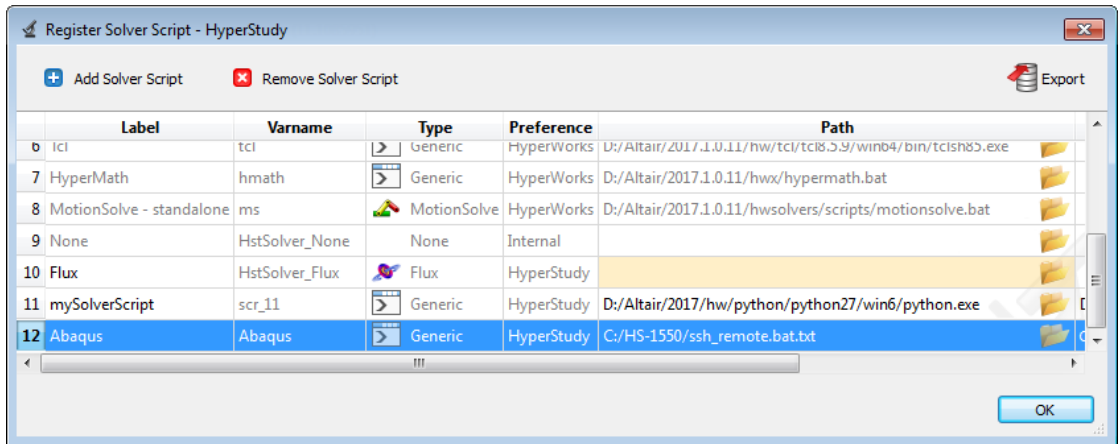 Register Solver Script - HyperStudy
Add Solver Script Remove Solver Script Export
Label Varname Type Preference Path
6 Tcl tcl Generic HyperWorks D:/Altair/2017.1.0.11/hw/tcl/tcl8.5.9/win64/bin/tclsh85.exe
7 HyperMath hmath Generic HyperWorks D:/Altair/2017.1.0.11/hwx/hypermath.bat
8 MotionSolve - standalone ms MotionSolve HyperWorks D:/Altair/2017.1.0.11/hwsolvers/scripts/motionsolve.bat
9 None HstSolver_None None Internal
10 Flux HstSolver_Flux Flux HyperStudy
11 mySolverScript scr_11 Generic HyperStudy D:/Altair/2017/hw/python/python27/win6/python.exe
12 Abaqus Abaqus Generic HyperStudy C:/HS-1550/ssh_remote.bat.txt
OK